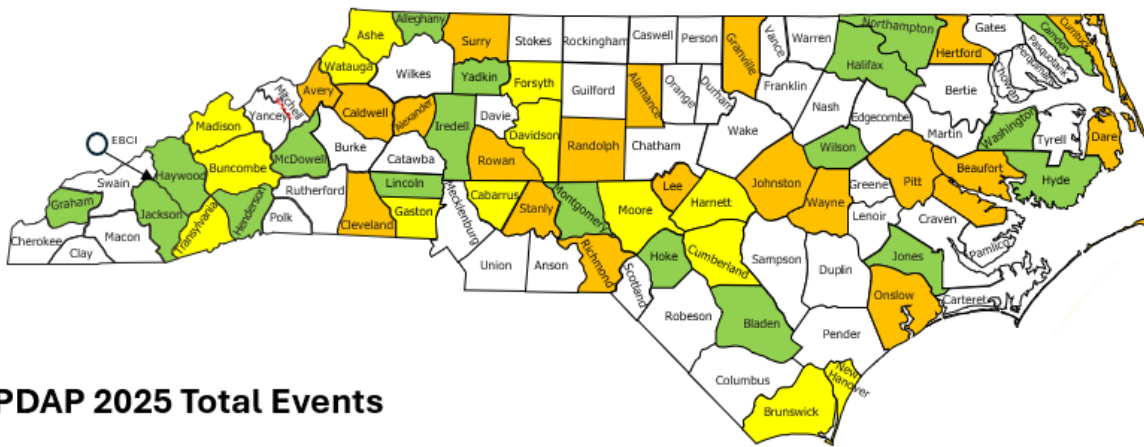 Alleghany
Ashe
Surry
Stokes
Rockingham
Caswell
Person
Granville
Vance
Warren
Northampton
Hertford
Gates
Camden
Currituck
Pasquotank
Perquimans
Chowan
Watauga
Wilkes
Yadkin
Forsyth
Guilford
Alamance
Orange
Durham
Franklin
Halifax
Bertie
Mitchell
Avery
Yancey
Caldwell
Alexander
Iredell
Davie
Davidson
Randolph
Chatham
Wake
Nash
Edgecombe
Martin
Washington
Tyrrell
Dare
EBCI
Madison
Buncombe
McDowell
Burke
Catawba
Rowan
Wilson
Pitt
Beaufort
Hyde
Swain
Haywood
Graham
Jackson
Transylvania
Henderson
Rutherford
Polk
Cleveland
Lincoln
Gaston
Mecklenburg
Cabarrus
Stanly
Montgomery
Moore
Lee
Harnett
Johnston
Wayne
Greene
Lenoir
Craven
Pamlico
Cherokee
Clay
Macon
Union
Anson
Richmond
Scotland
Hoke
Cumberland
Sampson
Duplin
Jones
Onslow
Carteret
Robeson
Bladen
Pender
Columbus
Brunswick
New
Hanover
PDAP 2025 Total Events